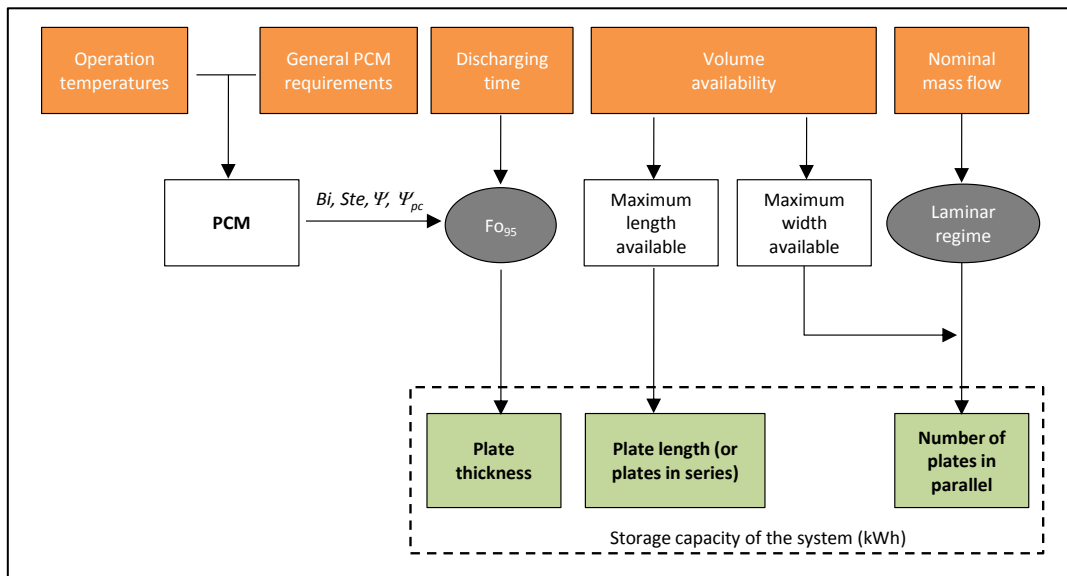 Operation
temperatures
General PCM
requirements
Discharging
time
Volume
availability
Nominal
mass flow
PCM
Bi, Ste, Ψ, Ψpc
Fo95
Maximum
length
available
Maximum
width
available
Laminar
regime
Plate
thickness
Plate length (or
plates in series)
Number of
plates in
parallel
Storage capacity of the system (kWh)